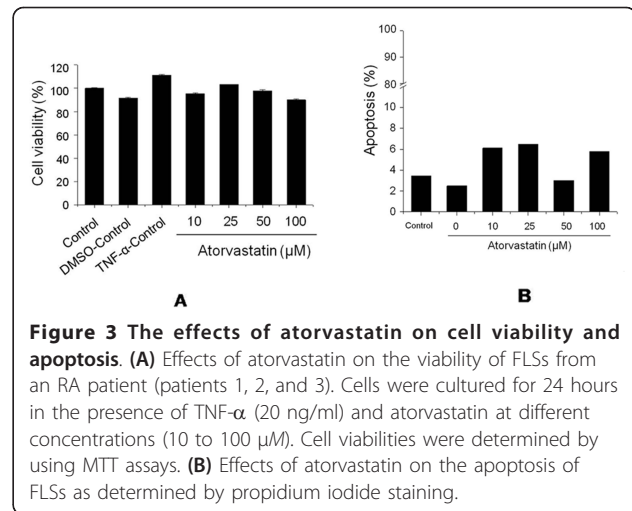 120
100
80
60
40
20
0
Cell viability (%)
Control
DMSO-Control
TNF-α-Control
10 25 50 100
Atorvastatin (μM)
A
100
90
80
10
8
6
4
2
0
Apoptosis (%)
Control 0 10 25 50 100
Atorvastatin (μM)
B
Figure 3 The effects of atorvastatin on cell viability and
apoptosis. (A) Effects of atorvastatin on the viability of FLSs from
an RA patient (patients 1, 2, and 3). Cells were cultured for 24 hours
in the presence of TNF-α (20 ng/ml) and atorvastatin at different
concentrations (10 to 100 μM). Cell viabilities were determined by
using MTT assays. (B) Effects of atorvastatin on the apoptosis of
FLSs as determined by propidium iodide staining.